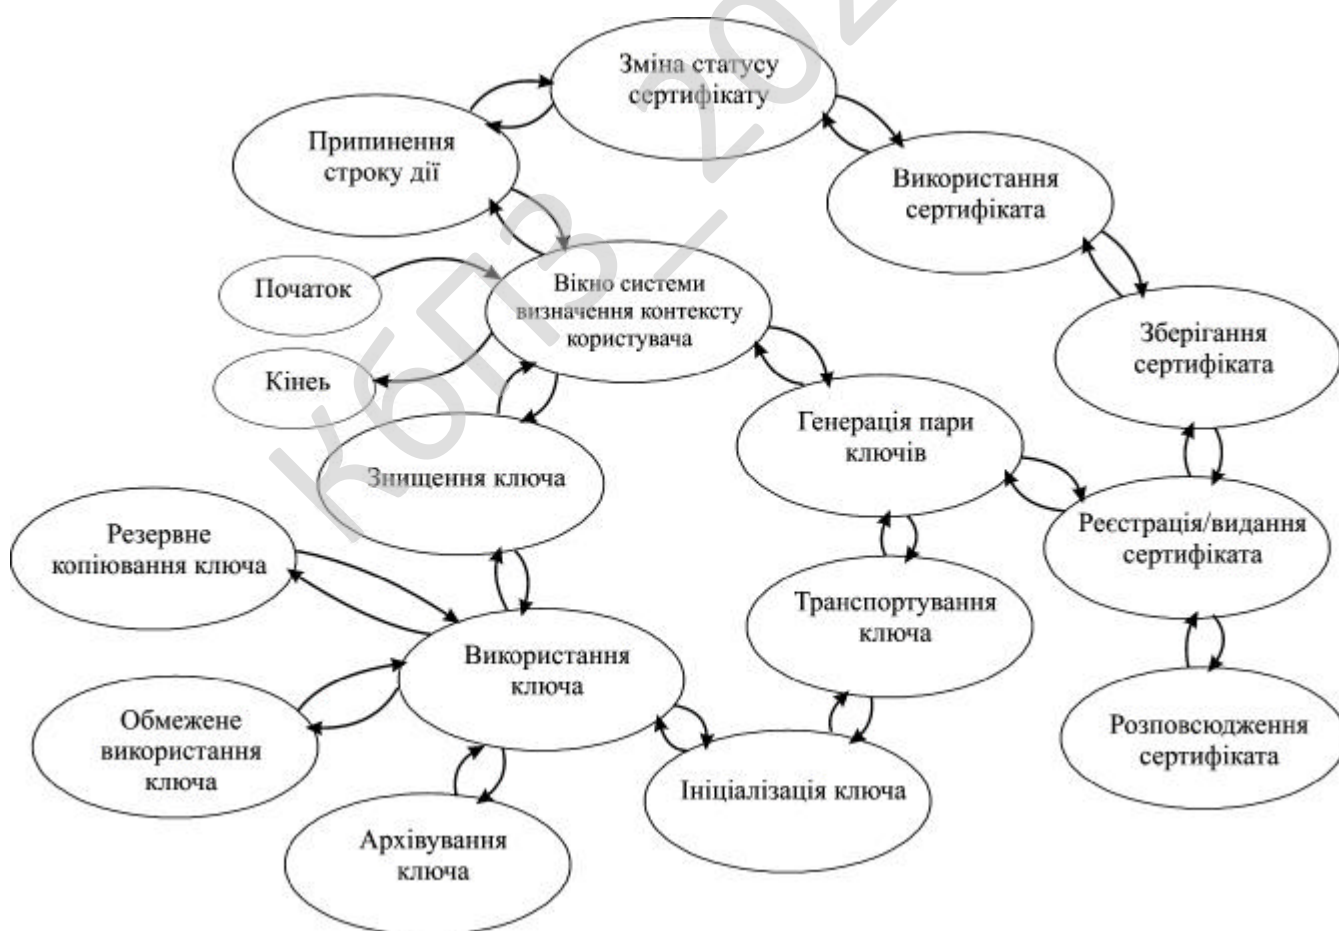 Зміна статусу
сертифікату
Припинення
строку дії
Використання
сертифіката
Початок
Вікно системи
визначення контексту
користувача
Зберігання
сертифіката
Кінеь
Генерація пари
ключів
Знищення ключа
Резервне
копіювання ключа
Реєстрація/видання
сертифіката
Транспортування
ключа
Використання
ключа
Обмежене
використання
ключа
Розповсюдження
сертифіката
Ініціалізація ключа
Архівування
ключа